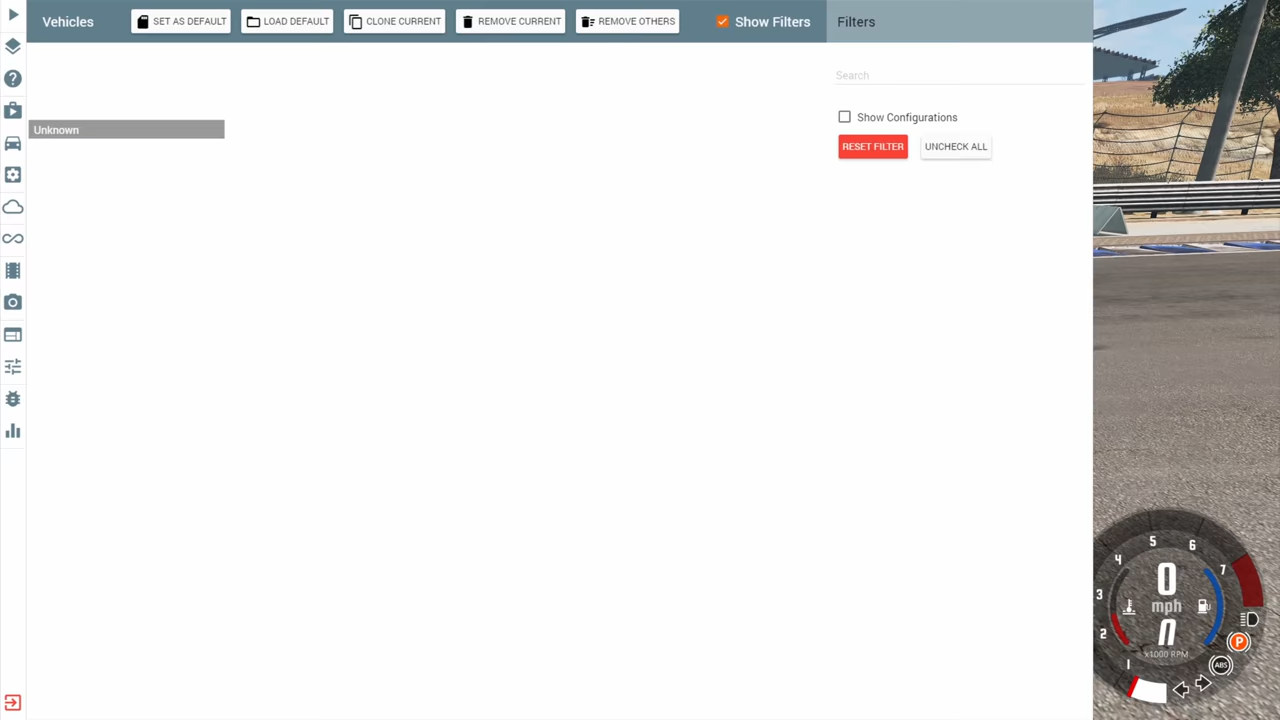 Vehicles
SET AS DEFAULT
LOAD DEFAULT
CLONE CURRENT
REMOVE CURRENT
REMOVE OTHERS
Show Filters
Filters
Search
Unknown
Show Configurations
RESET FILTER
UNCHECK ALL
5
4
6
7
0
3
mph
2
n
x1000 RPM
1
P
ABS